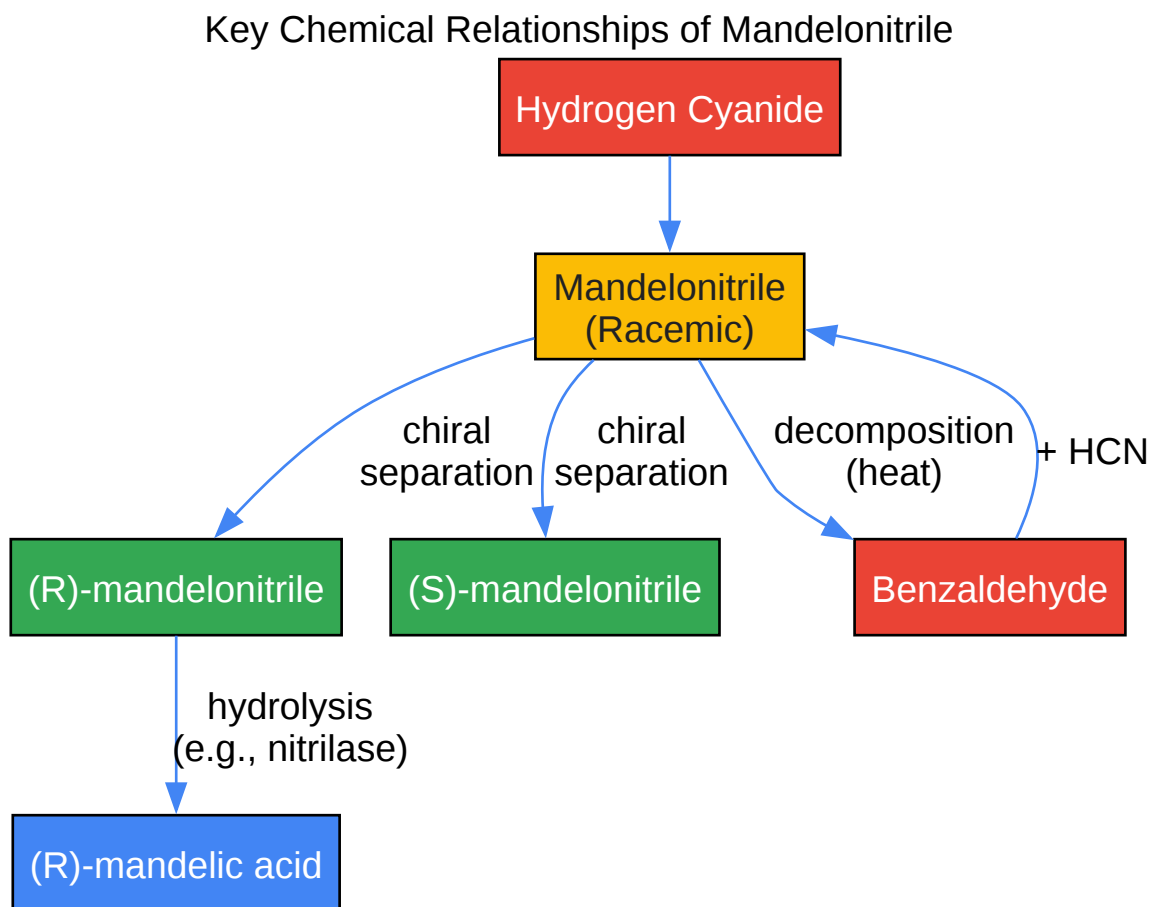 Key Chemical Relationships of Mandelonitrile
Hydrogen Cyanide
Mandelonitrile
(Racemic)
chiral
separation
chiral
separation
decomposition
(heat)
+ HCN
(R)-mandelonitrile
(S)-mandelonitrile
Benzaldehyde
hydrolysis
(e.g., nitrilase)
(R)-mandelic acid